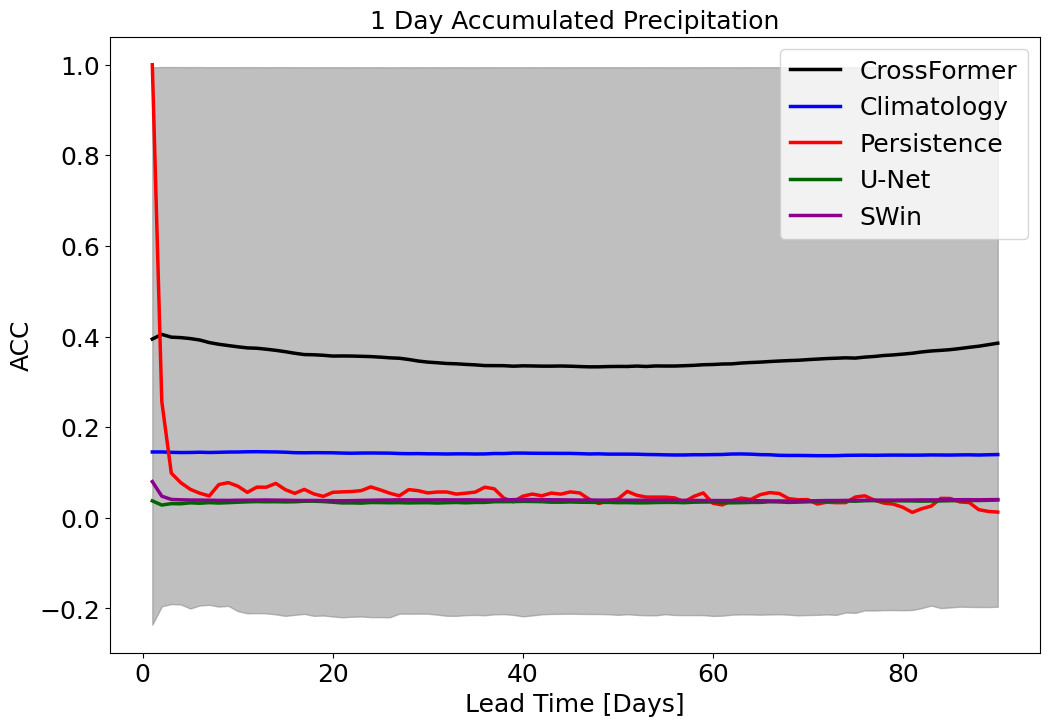 1 Day Accumulated Precipitation
1.0
0.8
0.6
0.4
0.2
0.0
−0.2
ACC
CrossFormer
Climatology
Persistence
U-Net
SWin
0
20
40
60
80
Lead Time [Days]